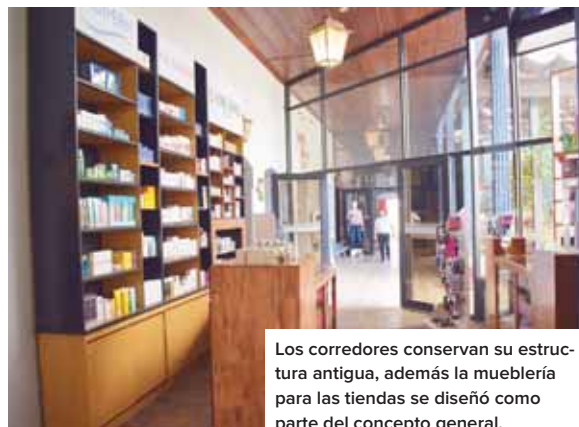 Los corredores conservan su estruc-
tura antigua, además la mueblería
para las tiendas se diseñó como
parte del concepto general.